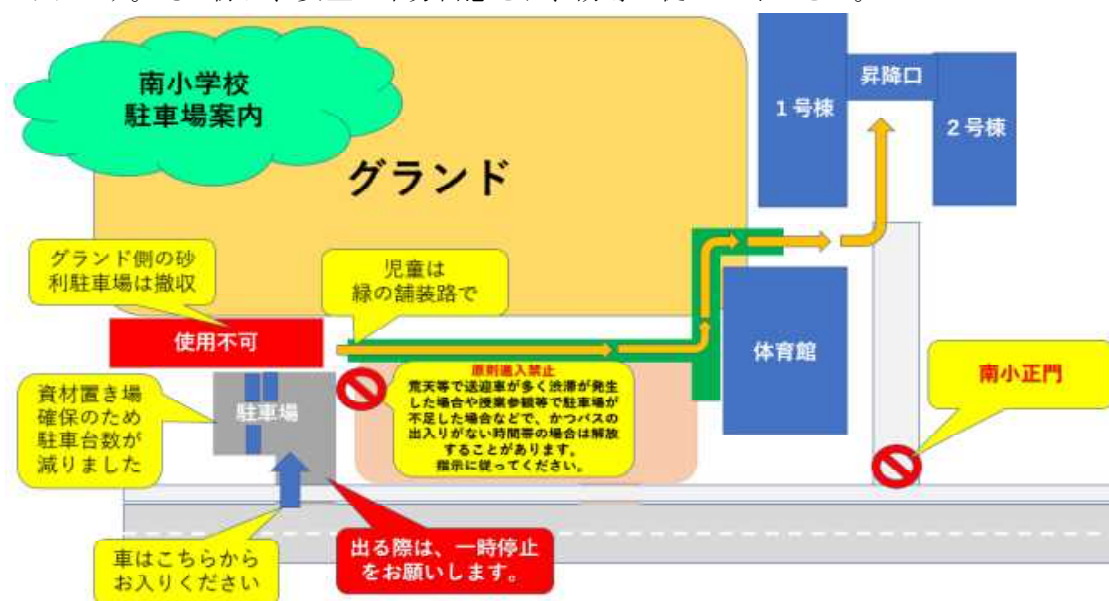 南小学校
駐車場案内
グランド
1号棟
昇降口
2号棟
グランド側の砂
利駐車場は撤収
児童は
緑の舗装路で
使用不可
体育館
原則進入禁止
荒天等で送迎車が多く渋滞が発生
した場合や授業参観等で駐車場が
不足した場合などで、かつバスの
出入りがない時間帯の場合は解放
することがあります。
指示に従ってください。
南小正門
資材置き場
確保のため
駐車台数が
減りました
駐車場
車はこちらから
お入りください
出る際は、一時停止
をお願いします。